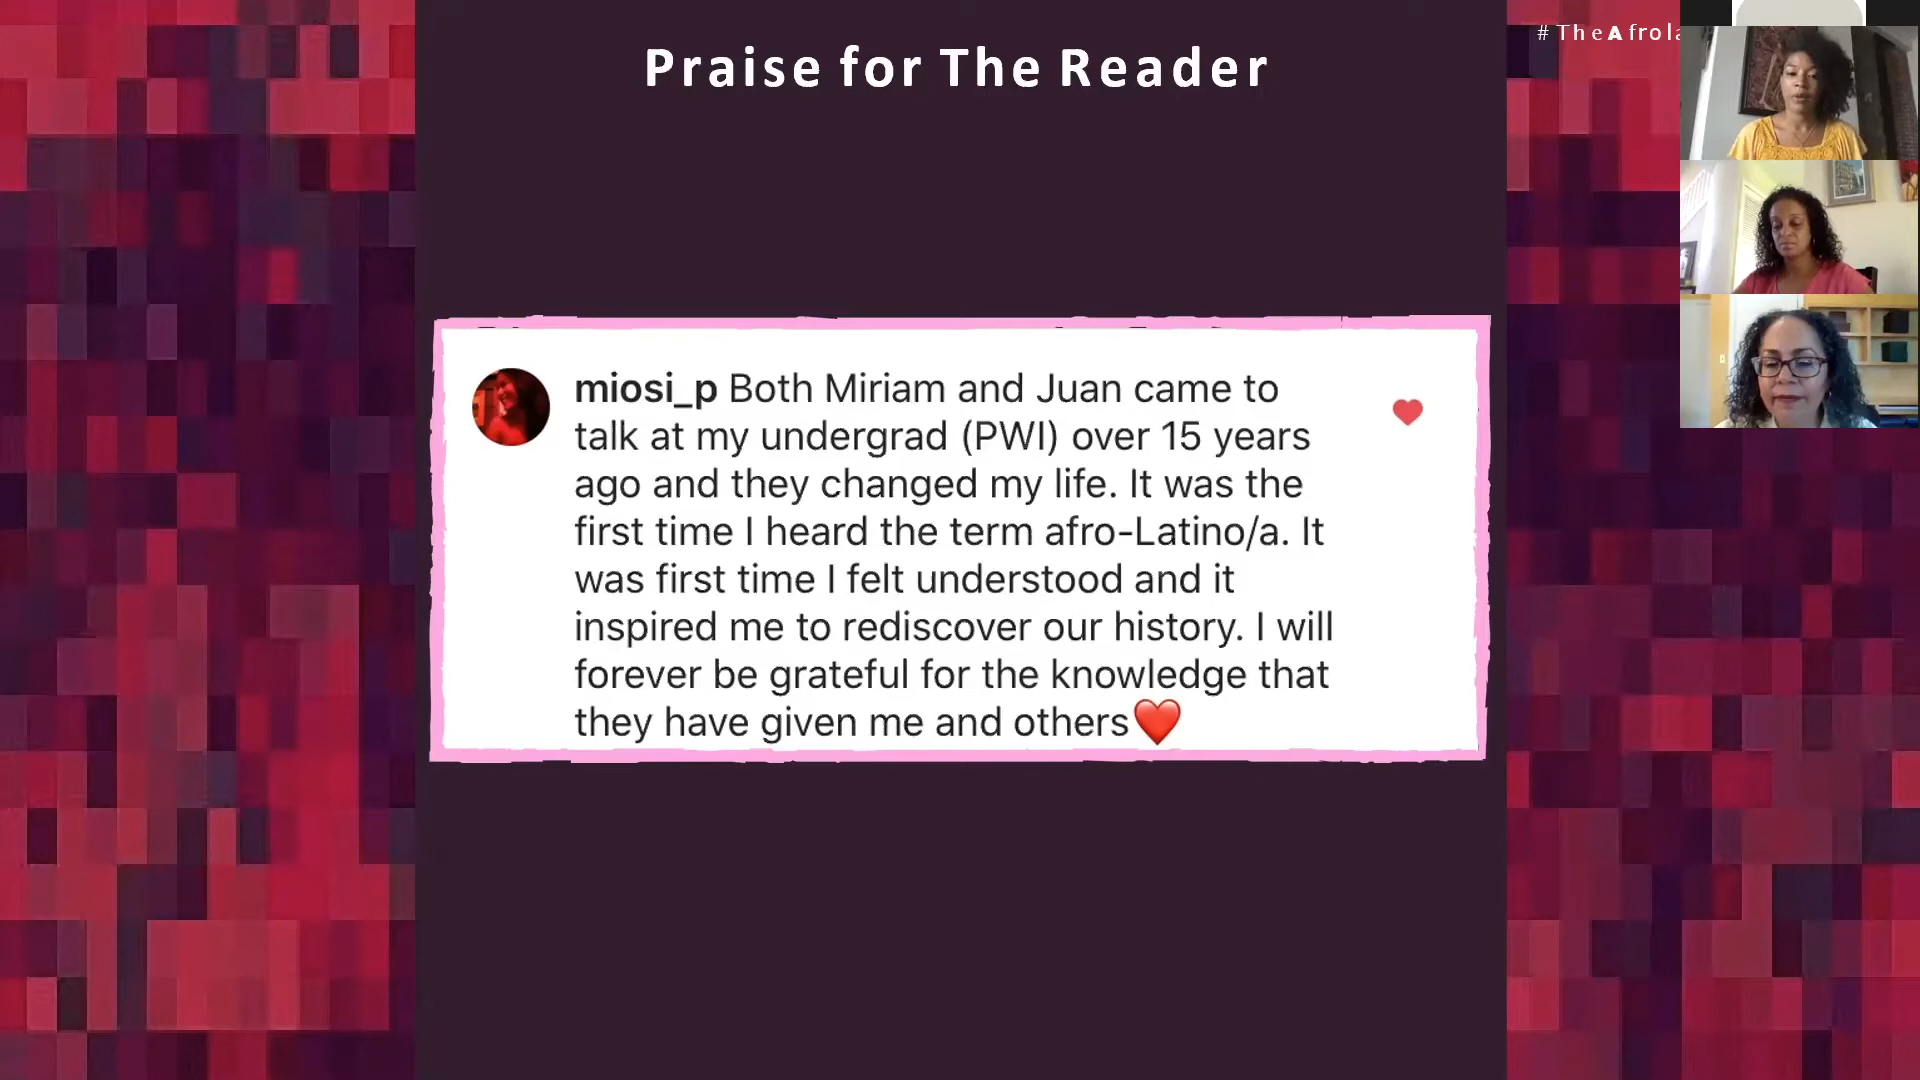 Praise for The Reader
#TheAfrola
miosi_p Both Miriam and Juan came to
talk at my undergrad (PWI) over 15 years
ago and they changed my life. It was the
first time I heard the term afro-Latino/a. It
was first time I felt understood and it
inspired me to rediscover our history. I will
forever be grateful for the knowledge that
they have given me and others❤️